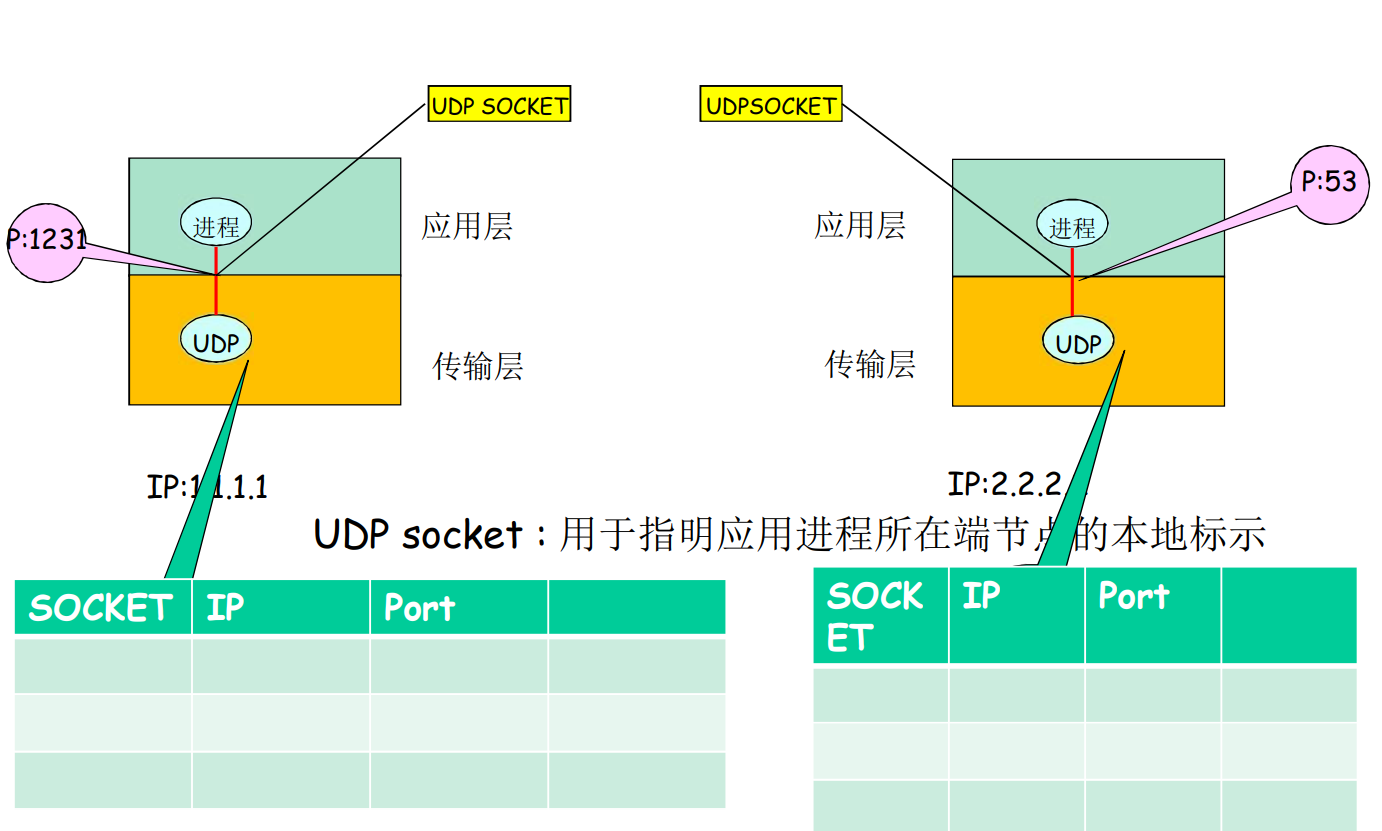 UDP SOCKET
UDPSOCKET
P:53
P:1231
进程
应用层
应用层
进程
UDP
传输层
传输层
UDP
IP:1.1.1.1
IP:2.2.2.
UDP socket : 用于指明应用进程所在端节点的本地标示
SOCKET IP Port
SOCK
ET IP Port